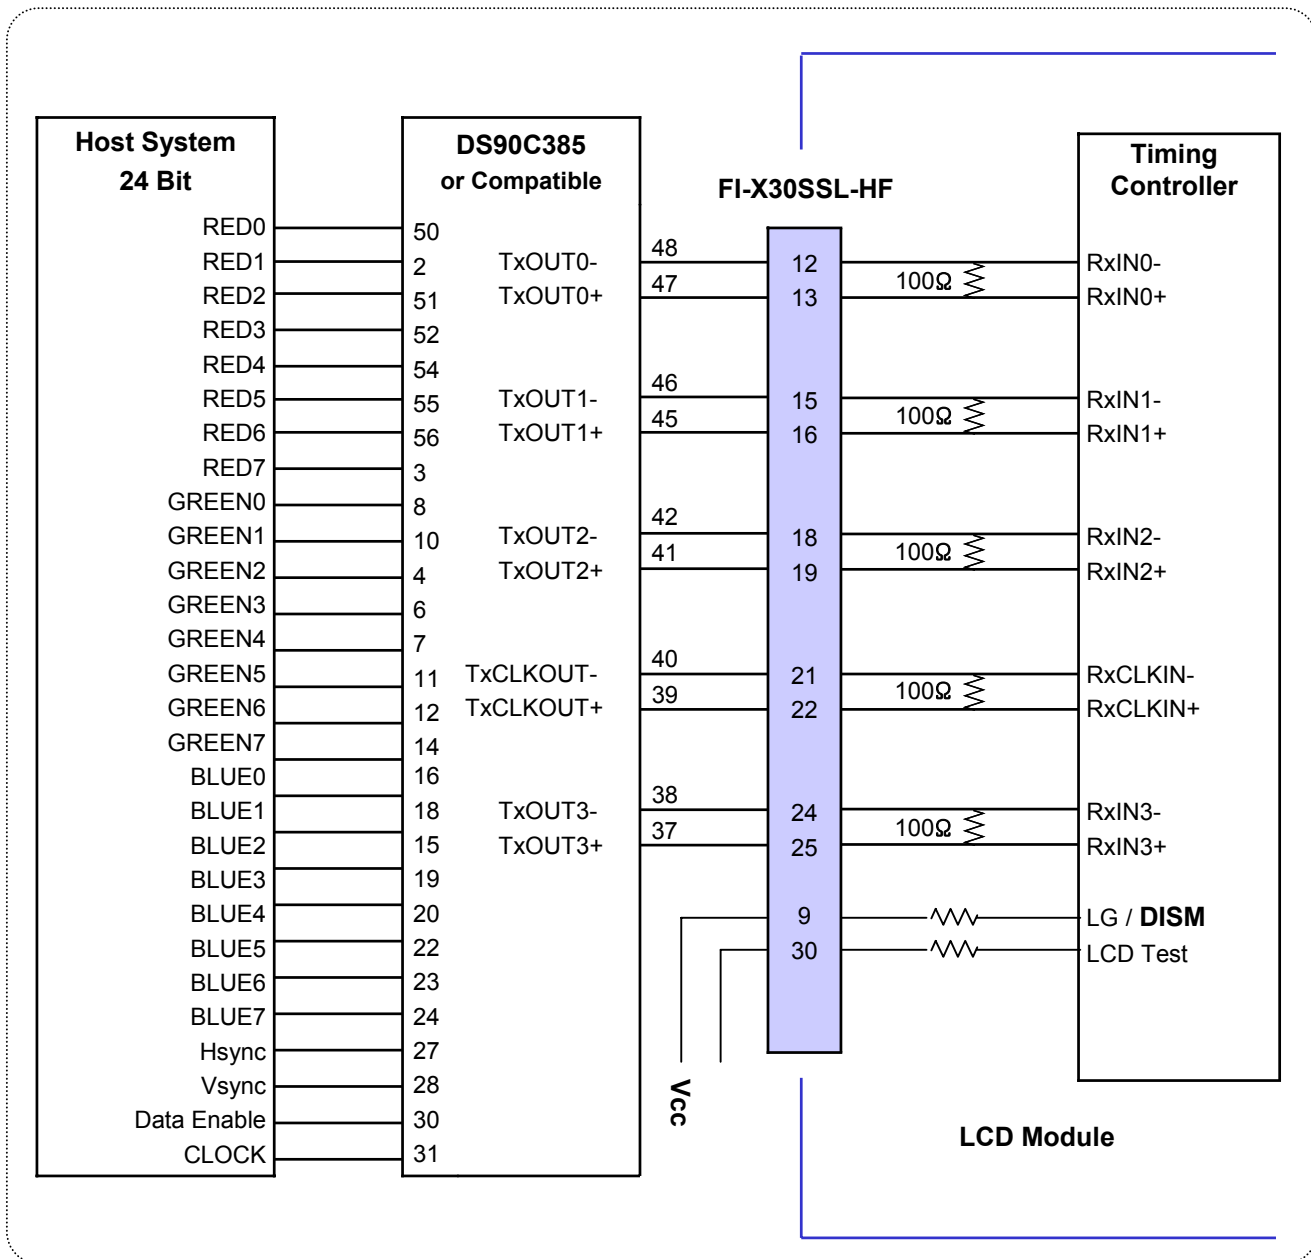 Host System
24 Bit
RED0
RED1
RED2
RED3
RED4
RED5
RED6
RED7
GREEN0
GREEN1
GREEN2
GREEN3
GREEN4
GREEN5
GREEN6
GREEN7
BLUE0
BLUE1
BLUE2
BLUE3
BLUE4
BLUE5
BLUE6
BLUE7
Hsync
Vsync
Data Enable
CLOCK
DS90C385
or Compatible
50
2
51
52
54
55
56
3
8
10
4
6
7
11
12
14
16
18
15
19
20
22
23
24
27
28
30
31
TxOUT0-
TxOUT0+
TxOUT1-
TxOUT1+
TxOUT2-
TxOUT2+
TxCLKOUT-
TxCLKOUT+
TxOUT3-
TxOUT3+
48
47
46
45
42
41
40
39
38
37
FI-X30SSL-HF
12
13
15
16
18
19
21
22
24
25
9
30
Vcc
100Ω
100Ω
100Ω
100Ω
100Ω
Timing
Controller
RxIN0-
RxIN0+
RxIN1-
RxIN1+
RxIN2-
RxIN2+
RxCLKIN-
RxCLKIN+
RxIN3-
RxIN3+
LG / DISM
LCD Test
LCD Module